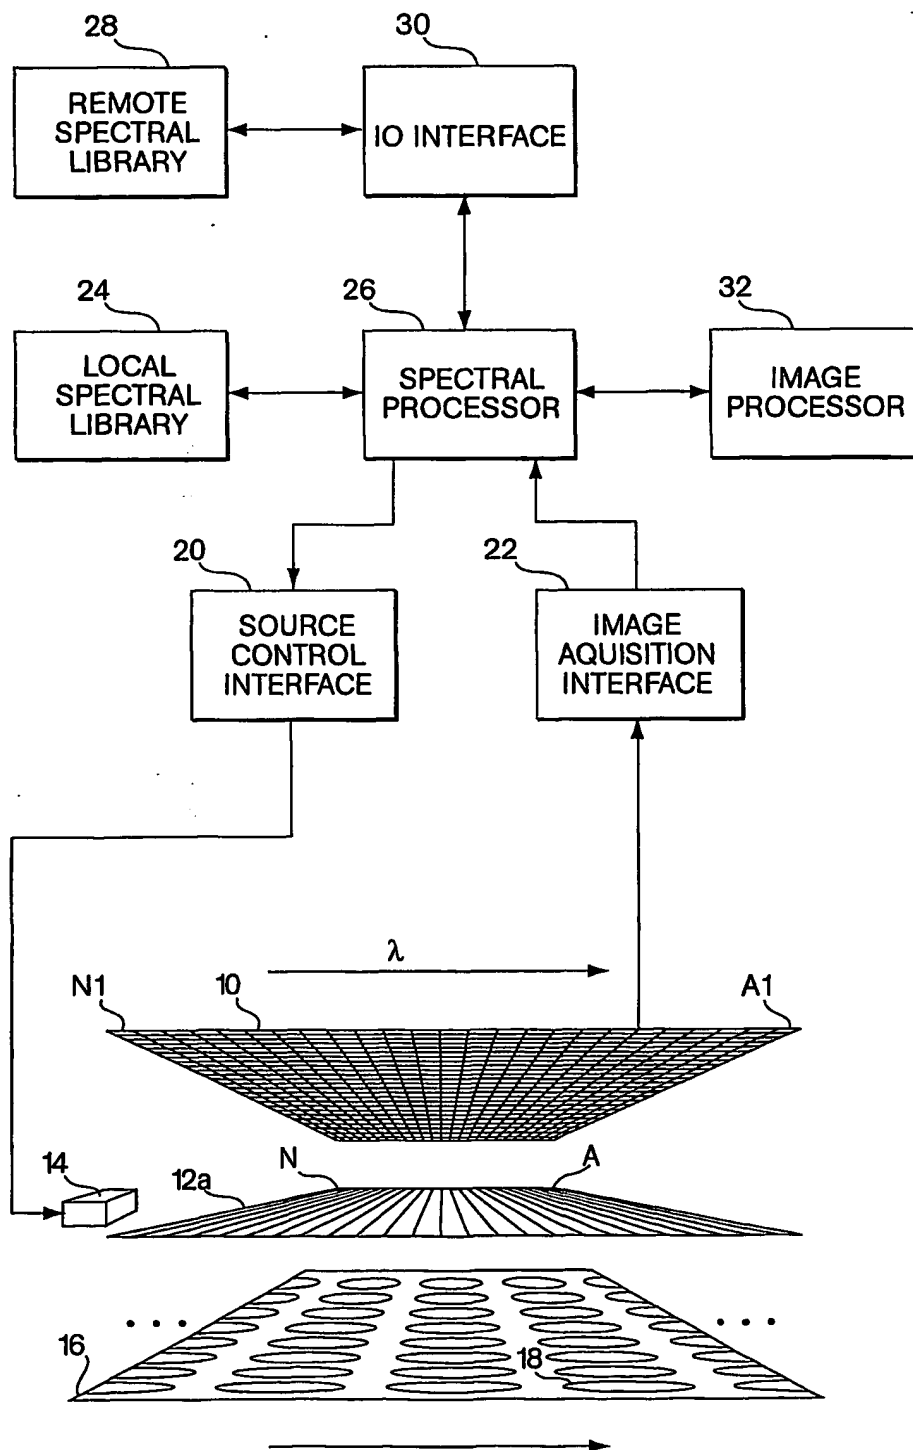 28
30
REMOTE
SPECTRAL
LIBRARY
IO INTERFACE
24
26
32
LOCAL
SPECTRAL
LIBRARY
SPECTRAL
PROCESSOR
IMAGE
PROCESSOR
20
22
SOURCE
CONTROL
INTERFACE
IMAGE
AQUISITION
INTERFACE
λ
N1
10
A1
N
A
14
12a
16
18